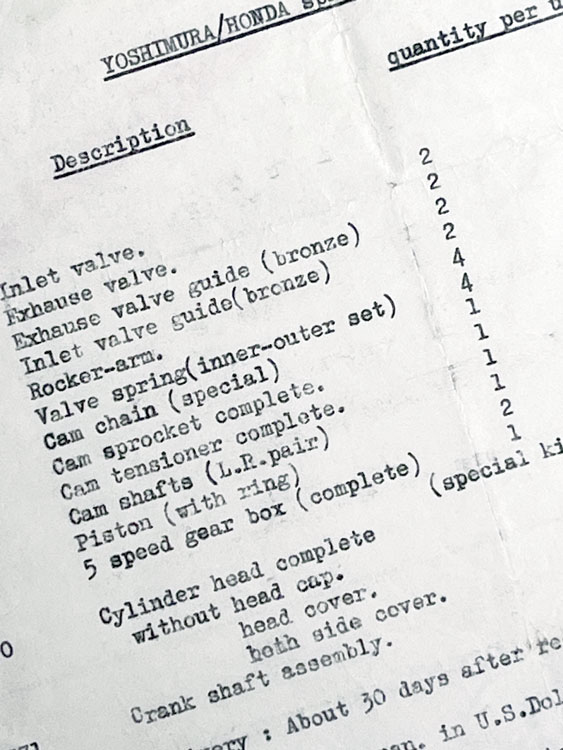 YOSHIMURA/HONDA
quantity per
Description
Inlet valve. 2
Exhause valve. 2
Exhause valve guide (bronze) 2
Inlet valve guide(bronze) 2
Rocker-arm. 4
Valve spring(inner-outer set) 4
Cam chain (special) 1
Cam sprocket complete. 1
Cam tensioner complete. 1
Cam shafts (L.R.pair) 1
Piston (with ring) 2
5 speed gear box (complete) 1
(special
Cylinder head complete
without head cap.
head cover.
both side cover.
0
Crank shaft assembly.
: About 30 days after
in